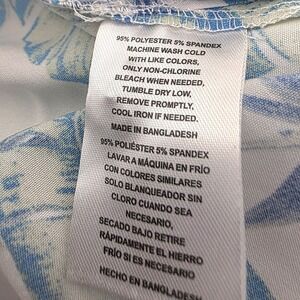 95% POLYESTER 5% SPANDEX
MACHINE WASH COLD
WITH LIKE COLORS,
ONLY NON-CHLORINE
BLEACH WHEN NEEDED,
TUMBLE DRY LOW,
REMOVE PROMPTLY,
COOL IRON IF NEEDED.
MADE IN BANGLADESH
95% POLIÉSTER 5% SPANDEX
LAVAR A MÁQUINA EN FRÍO
CON COLORES SIMILARES
SOLO BLANQUEADOR SIN
CLORO CUANDO SEA
NECESARIO,
SECADO BAJO RETIRE
RÁPIDAMENTE EL HIERRO
FRÍO SI ES NECESARIO
HECHO EN BANGLADESH